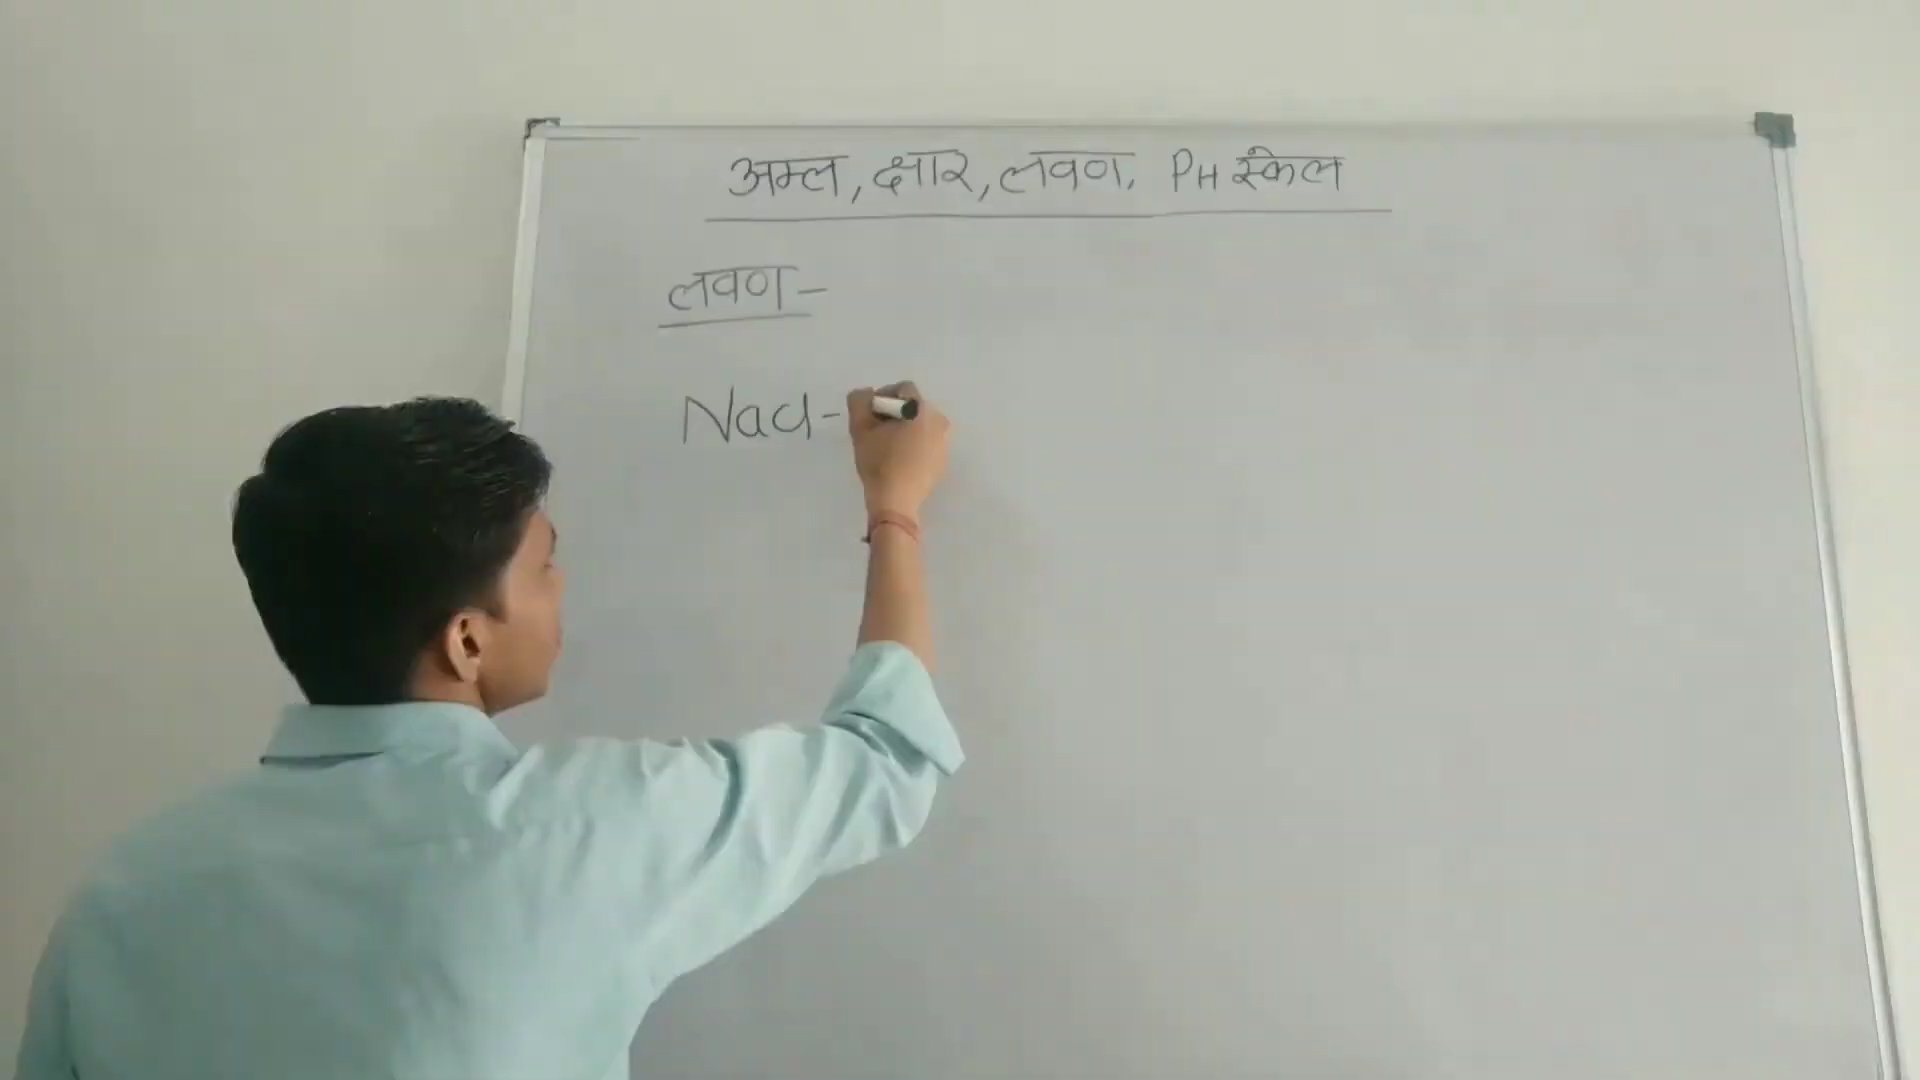 अम्ल, क्षार, लवण, PH स्केल
लवण-
Nacl-